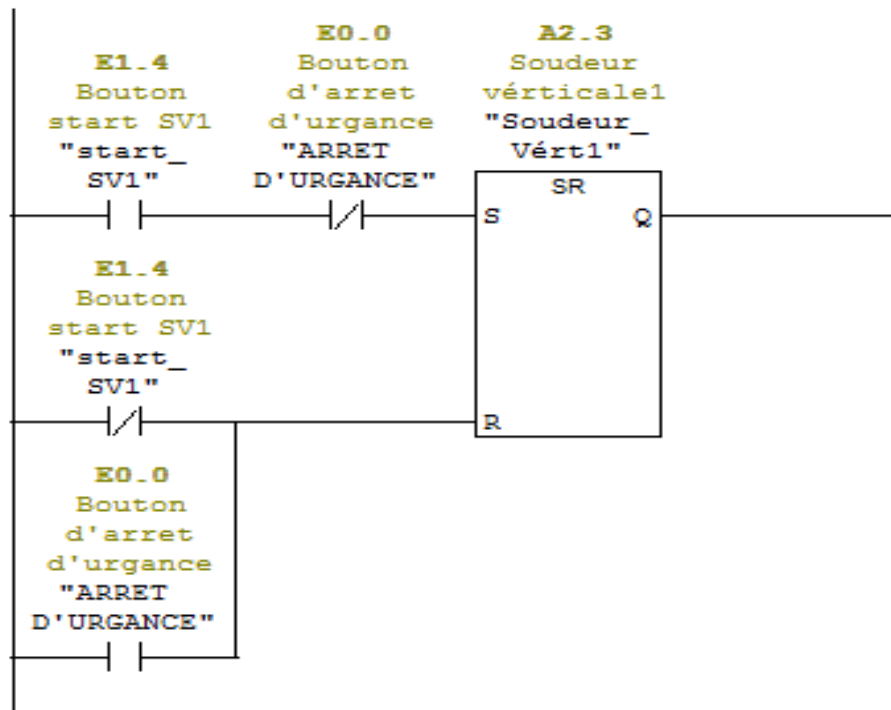 E1.4
Bouton
start SV1
"start_
SV1"
E0.0
Bouton
d'arret
d'urgance
"ARRET
D'URGANCE"
A2.3
Soudeur
vérticale1
"Soudeur_
Vért1"
SR
S
Q
E1.4
Bouton
start SV1
"start_
SV1"
R
E0.0
Bouton
d'arret
d'urgance
"ARRET
D'URGANCE"